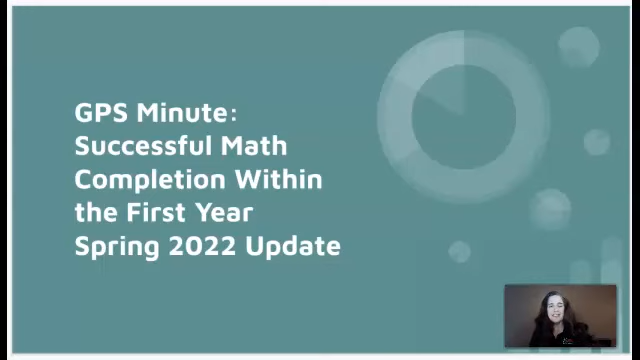 GPS Minute:
Successful Math
Completion Within
the First Year
Spring 2022 Update